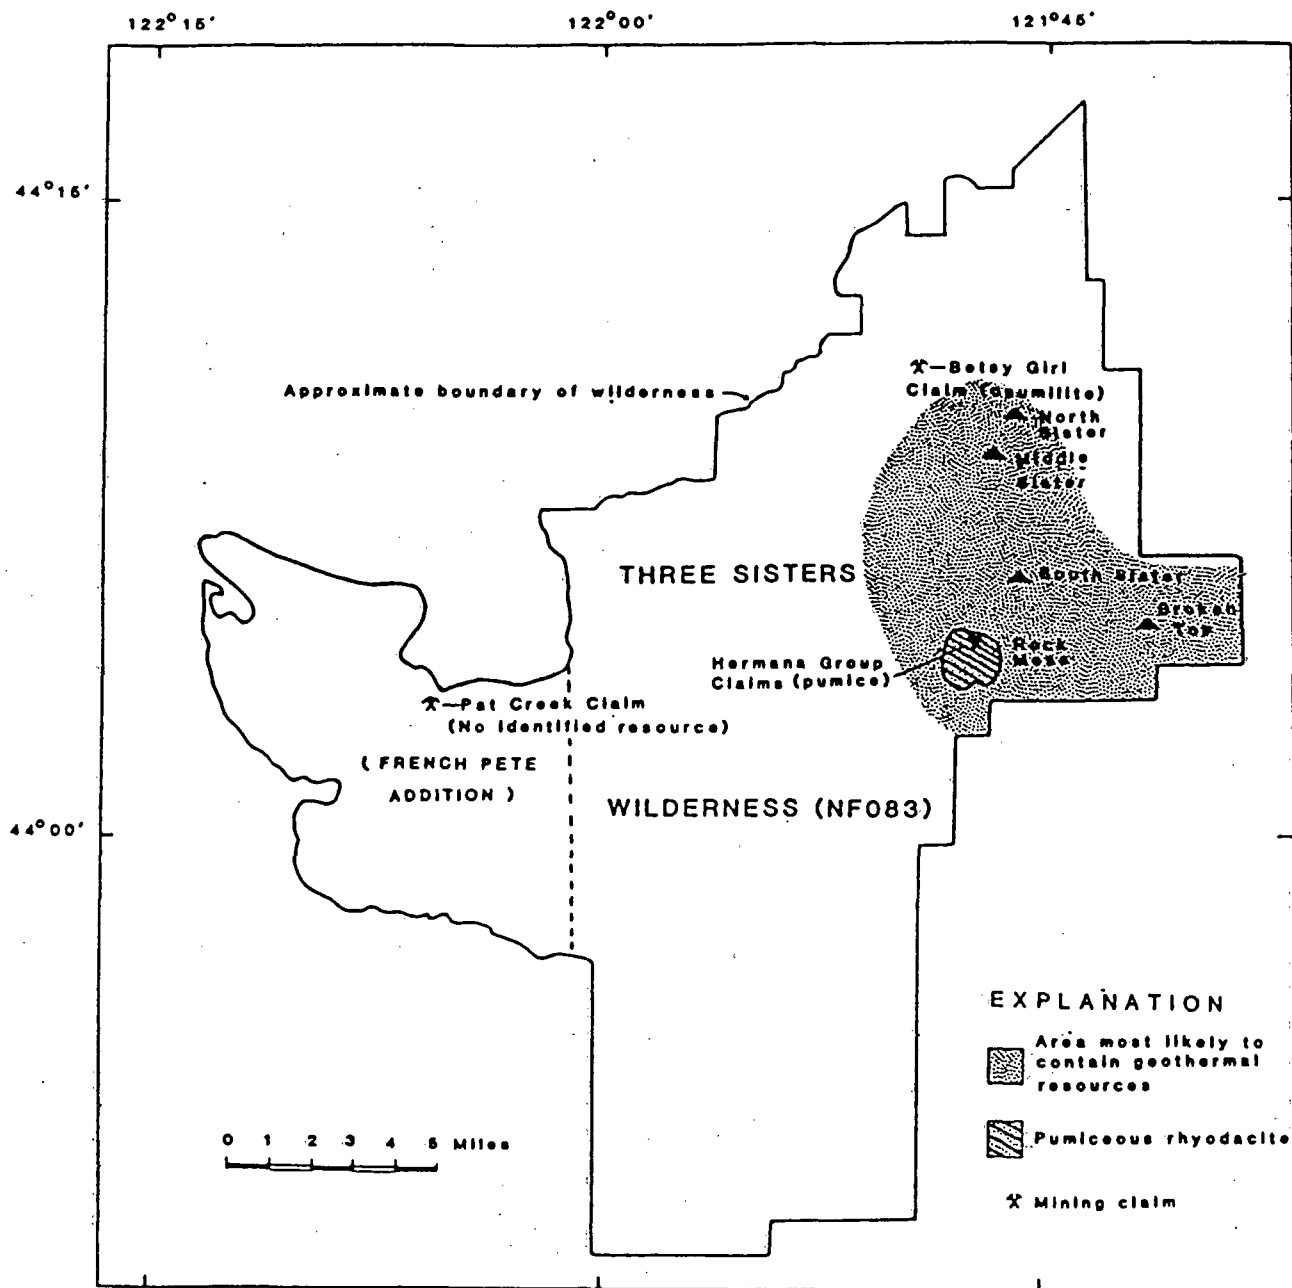 122°15'
122°00'
121°45'
44°15'
Betsy Girl
Claim (osumilite)
Approximate boundary of wilderness
North
Sister
Middle
Sister
THREE SISTERS
South Sister
Broken
Top
Rock
Mesa
Hermana Group
Claims (pumice)
Pat Creek Claim
(No identified resource)
( FRENCH PETE
ADDITION )
WILDERNESS (NF083)
44°00'
EXPLANATION
Area most likely to
contain geothermal
resources
Pumiceous rhyodacite
Mining claim
0 1 2 3 4 5 Miles